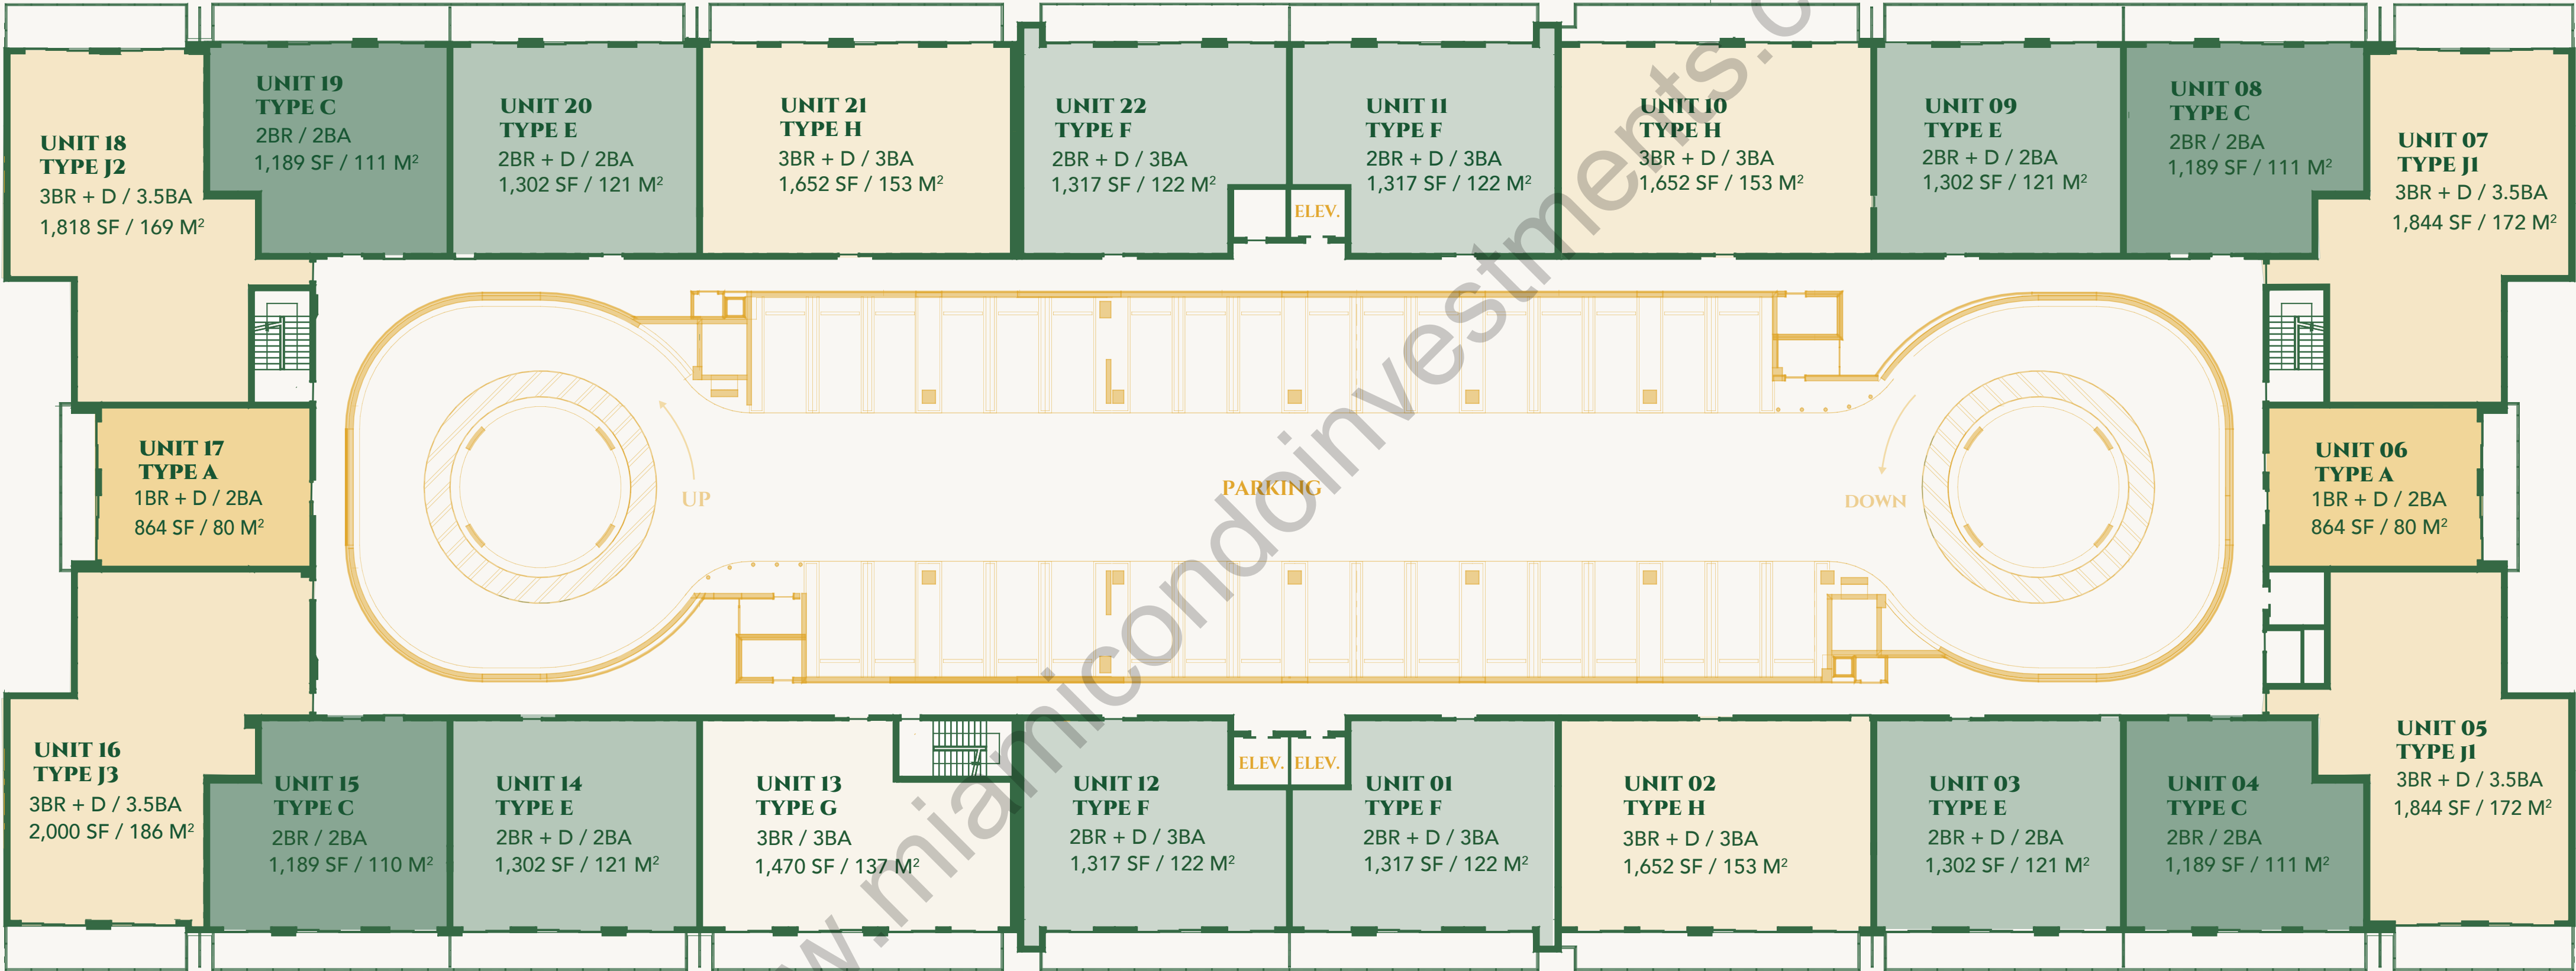 UNIT 18
TYPE J2
3BR + D / 3.5BA
1,818 SF / 169 M²
UNIT 19
TYPE C
2BR / 2BA
1,189 SF / 111 M²
UNIT 20
TYPE E
2BR + D / 2BA
1,302 SF / 121 M²
UNIT 21
TYPE H
3BR + D / 3BA
1,652 SF / 153 M²
UNIT 22
TYPE F
2BR + D / 3BA
1,317 SF / 122 M²
ELEV.
UNIT 11
TYPE F
2BR + D / 3BA
1,317 SF / 122 M²
UNIT 10
TYPE H
3BR + D / 3BA
1,652 SF / 153 M²
UNIT 09
TYPE E
2BR + D / 2BA
1,302 SF / 121 M²
UNIT 08
TYPE C
2BR / 2BA
1,189 SF / 111 M²
UNIT 07
TYPE J1
3BR + D / 3.5BA
1,844 SF / 172 M²
UNIT 17
TYPE A
1BR + D / 2BA
864 SF / 80 M²
UP
PARKING
DOWN
UNIT 06
TYPE A
1BR + D / 2BA
864 SF / 80 M²
UNIT 16
TYPE J3
3BR + D / 3.5BA
2,000 SF / 186 M²
UNIT 15
TYPE C
2BR / 2BA
1,189 SF / 110 M²
UNIT 14
TYPE E
2BR + D / 2BA
1,302 SF / 121 M²
UNIT 13
TYPE G
3BR / 3BA
1,470 SF / 137 M²
UNIT 12
TYPE F
2BR + D / 3BA
1,317 SF / 122 M²
ELEV.
ELEV.
UNIT 01
TYPE F
2BR + D / 3BA
1,317 SF / 122 M²
UNIT 02
TYPE H
3BR + D / 3BA
1,652 SF / 153 M²
UNIT 03
TYPE E
2BR + D / 2BA
1,302 SF / 121 M²
UNIT 04
TYPE C
2BR / 2BA
1,189 SF / 111 M²
UNIT 05
TYPE J1
3BR + D / 3.5BA
1,844 SF / 172 M²
w.miamicondoinvestments.c